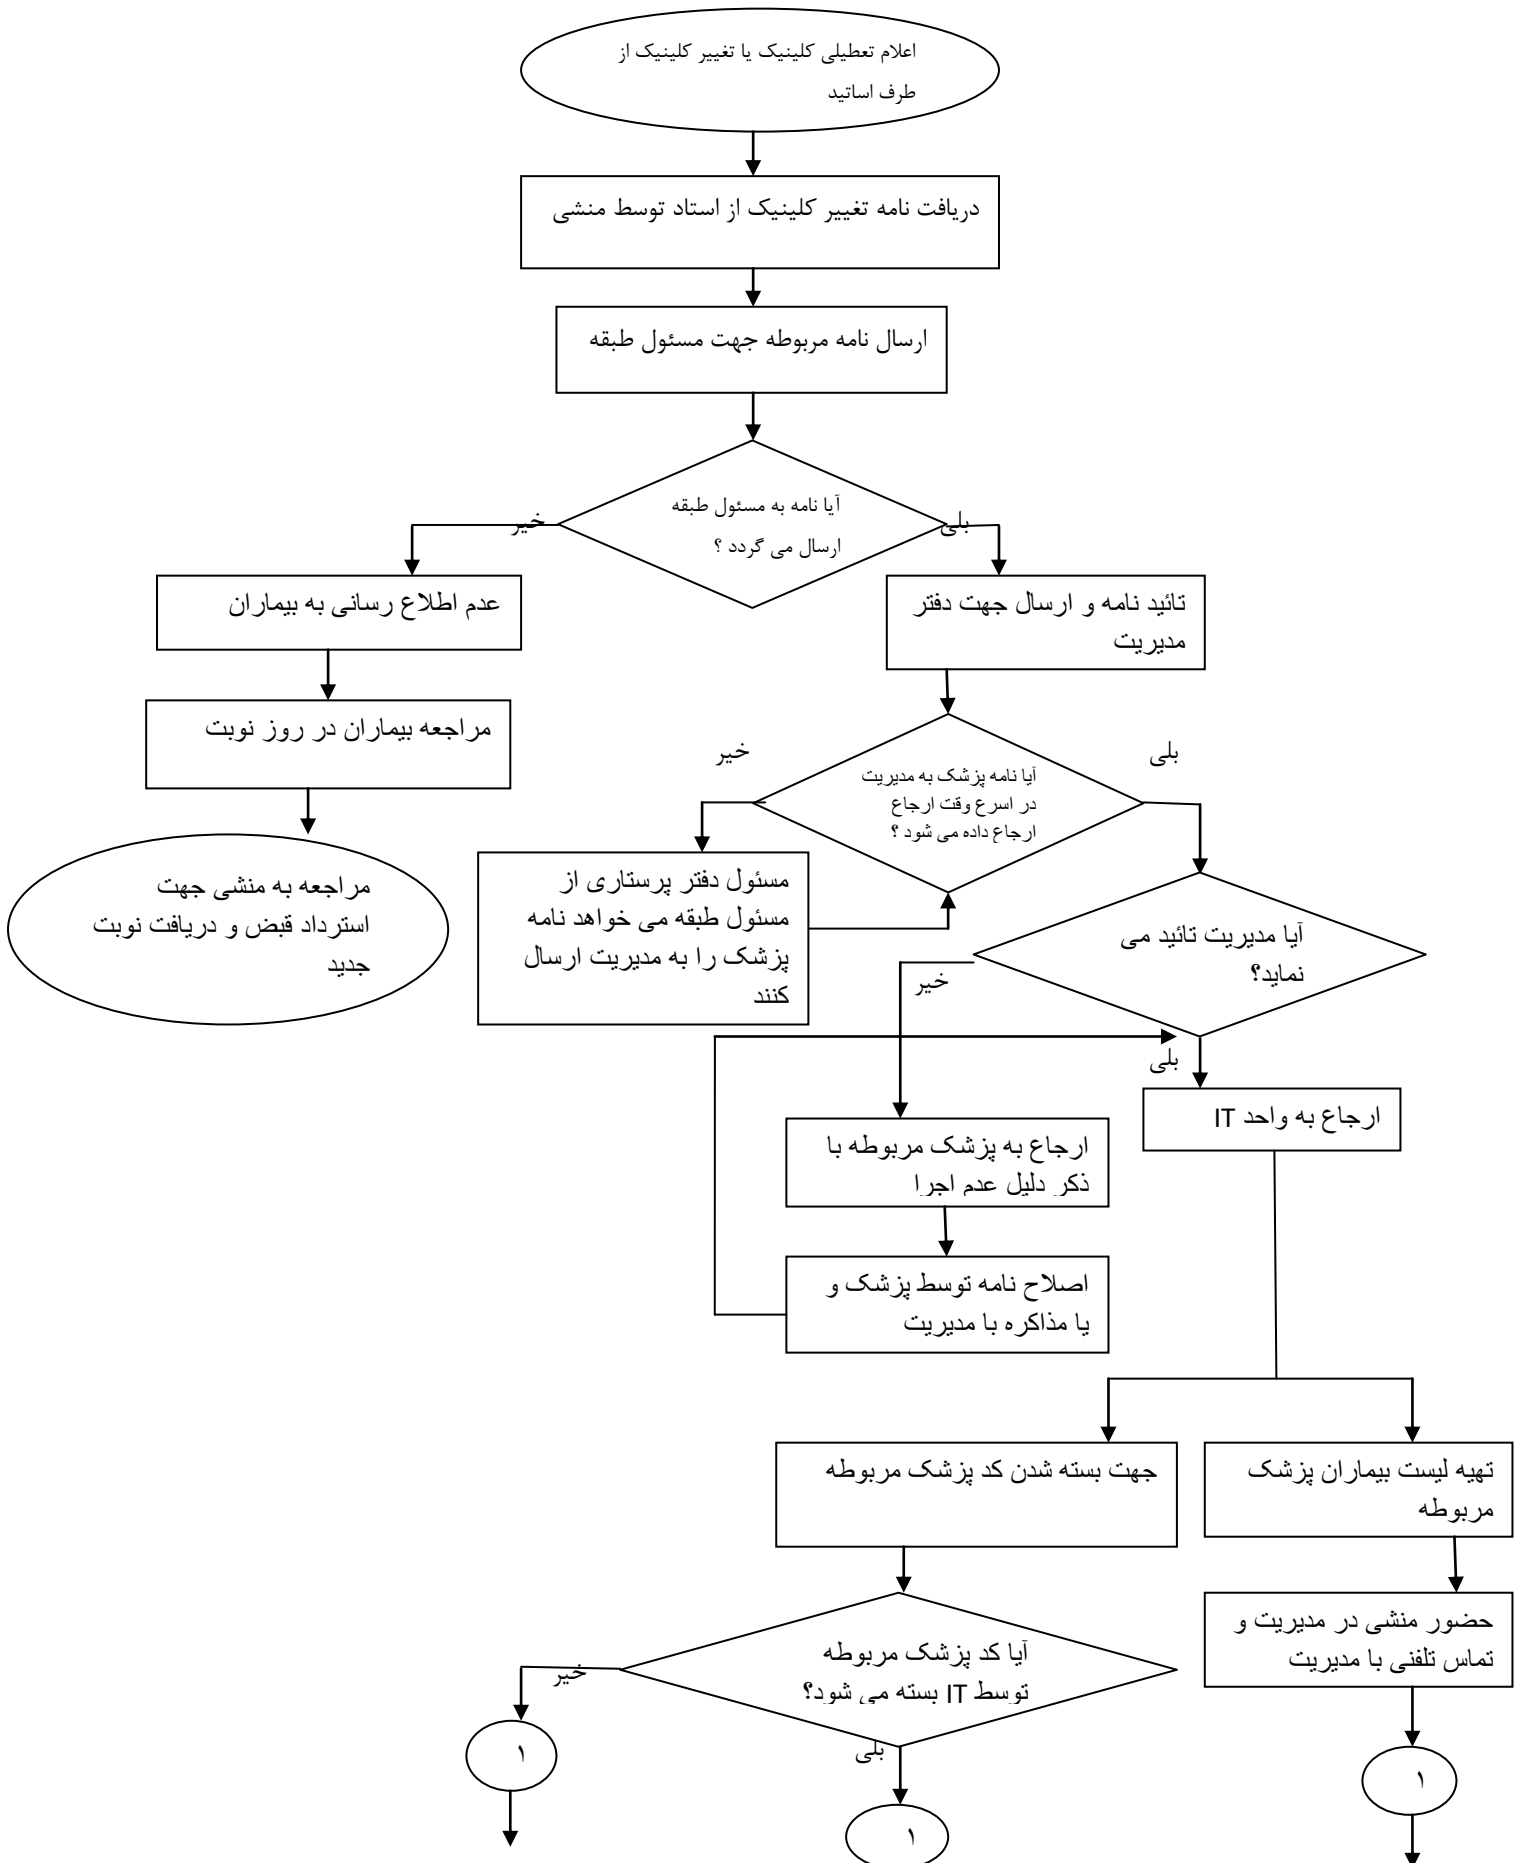 اعلام تعطیلی کلینیک یا تغییر کلینیک از
طرف اساتید
دریافت نامه تغییر کلینیک از استاد توسط منشی
ارسال نامه مربوطه جهت مسئول طبقه
آیا نامه به مسئول طبقه
ارسال می گردد ؟
خیر
بلی
عدم اطلاع رسانی به بیماران
تائید نامه و ارسال جهت دفتر
مدیریت
مراجعه بیماران در روز نوبت
خیر
بلی
آیا نامه پزشک به مدیریت
در اسرع وقت ارجاع
ارجاع داده می شود ؟
مراجعه به منشی جهت
استرداد قبض و دریافت نوبت
جدید
مسئول دفتر پرستاری از
مسئول طبقه می خواهد نامه
پزشک را به مدیریت ارسال
کنند
آیا مدیریت تائید می
نماید؟
خیر
بلی
ارجاع به واحد IT
ارجاع به پزشک مربوطه با
ذکر دلیل عدم اجرا
اصلاح نامه توسط پزشک و
یا مذاکره با مدیریت
جهت بسته شدن کد پزشک مربوطه
تهیه لیست بیماران پزشک
مربوطه
حضور منشی در مدیریت و
تماس تلفنی با مدیریت
آیا کد پزشک مربوطه
توسط IT بسته می شود؟
خیر
بلی
۱
۱
۱